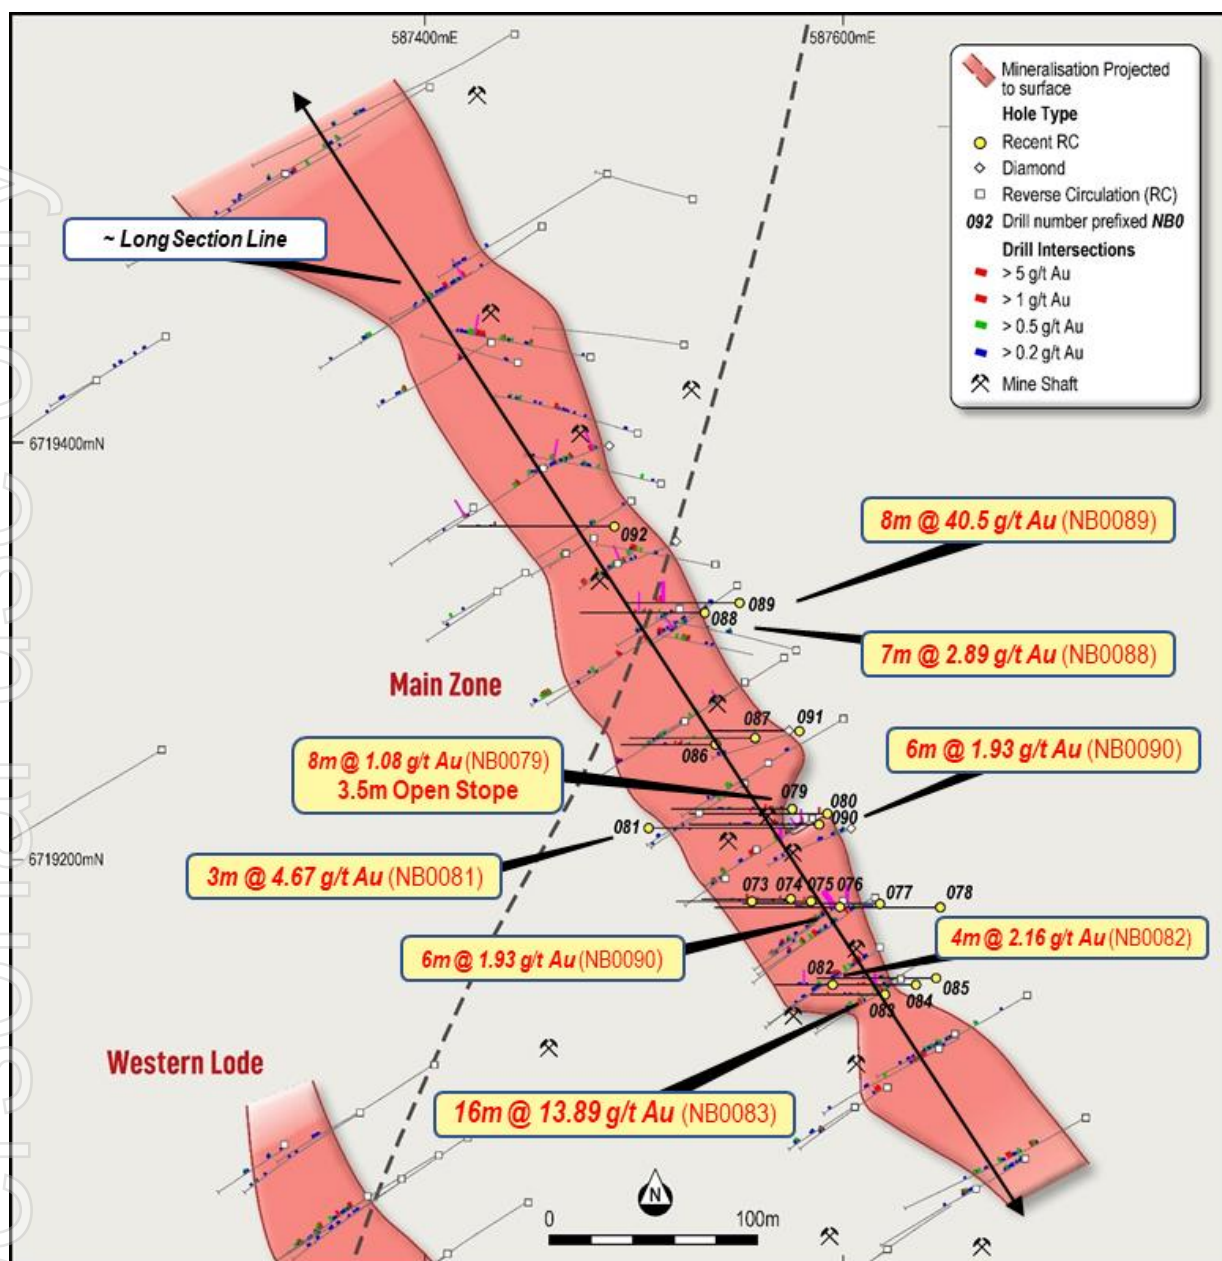 587400mE
587600mE
Mineralisation Projected
to surface
Hole Type
Recent RC
Diamond
Reverse Circulation (RC)
092 Drill number prefixed NB0
Drill Intersections
> 5 g/t Au
> 1 g/t Au
> 0.5 g/t Au
> 0.2 g/t Au
Mine Shaft
~ Long Section Line
6719400mN
8m @ 40.5 g/t Au (NB0089)
092
089
088
7m @ 2.89 g/t Au (NB0088)
Main Zone
087
091
086
6m @ 1.93 g/t Au (NB0090)
8m @ 1.08 g/t Au (NB0079)
3.5m Open Stope
079
080
090
081
6719200mN
3m @ 4.67 g/t Au (NB0081)
073
074
075
076
077
078
4m @ 2.16 g/t Au (NB0082)
6m @ 1.93 g/t Au (NB0090)
082
085
084
083
Western Lode
16m @ 13.89 g/t Au (NB0083)
N
0
100m
For personal use only